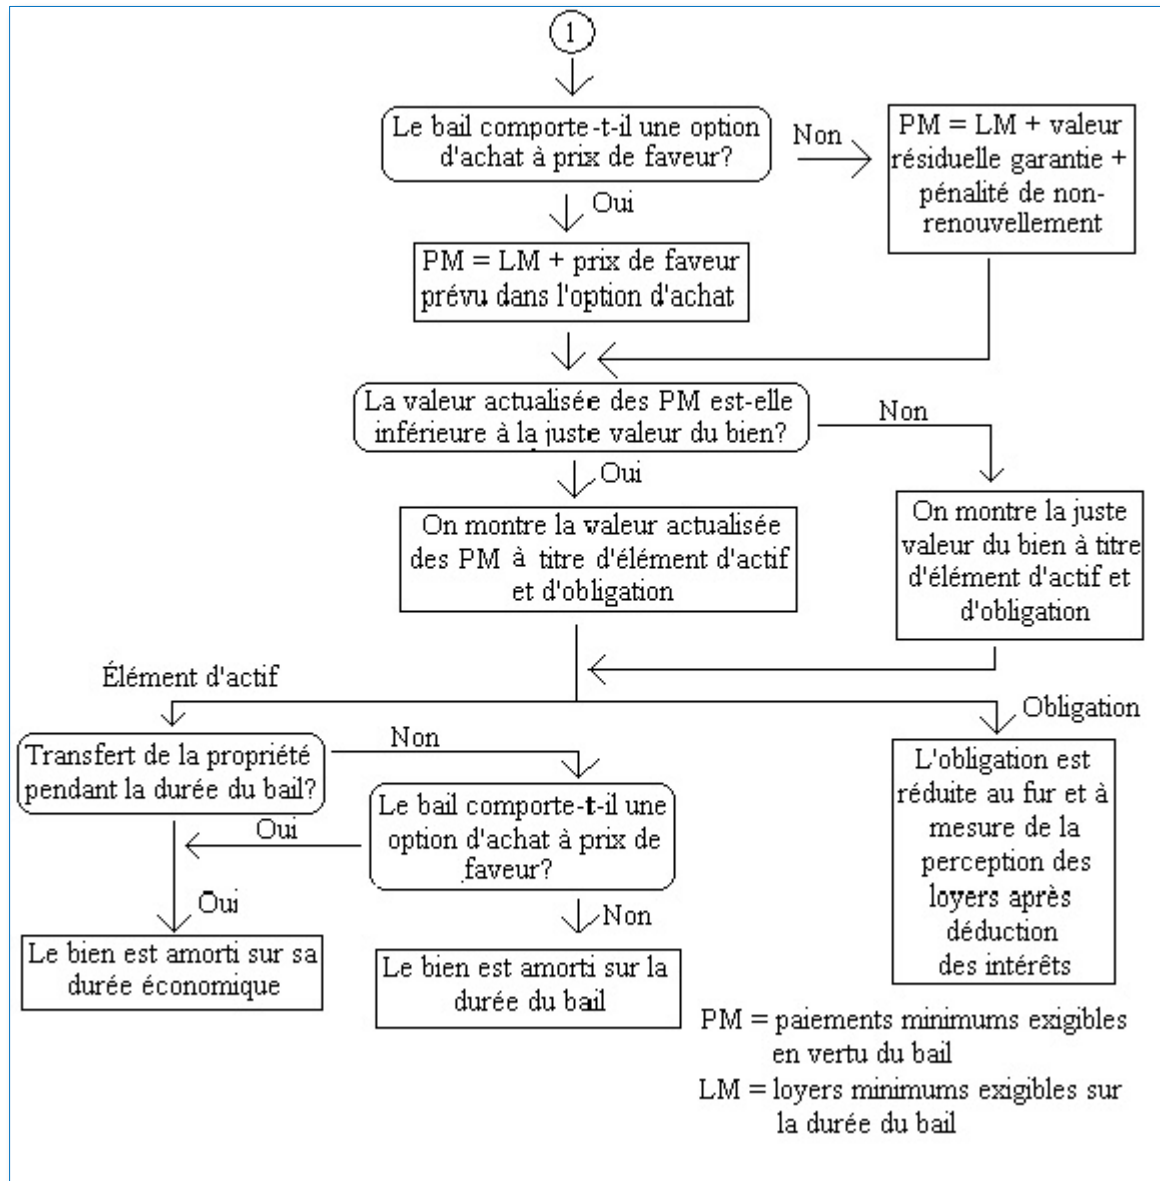 1
Le bail comporte-t-il une option
d'achat à prix de faveur?
Non
PM = LM + valeur
résiduelle garantie +
pénalité de non-
renouvellement
Oui
PM = LM + prix de faveur
prévu dans l'option d'achat
La valeur actualisée des PM est-elle
inférieure à la juste valeur du bien?
Non
Oui
On montre la valeur actualisée
des PM à titre d'élément d'actif
et d'obligation
On montre la juste
valeur du bien à titre
d'élément d'actif et
d'obligation
Élément d'actif
Obligation
Transfert de la propriété
pendant la durée du bail?
Non
Le bail comporte-t-il une
option d'achat à prix de
faveur?
Oui
Oui
Non
Le bien est amorti sur sa
durée économique
Le bien est amorti sur la
durée du bail
L'obligation est
réduite au fur et à
mesure de la
perception des
loyers après
déduction
des intérêts
PM = paiements minimums exigibles
en vertu du bail
LM = loyers minimums exigibles sur
la durée du bail